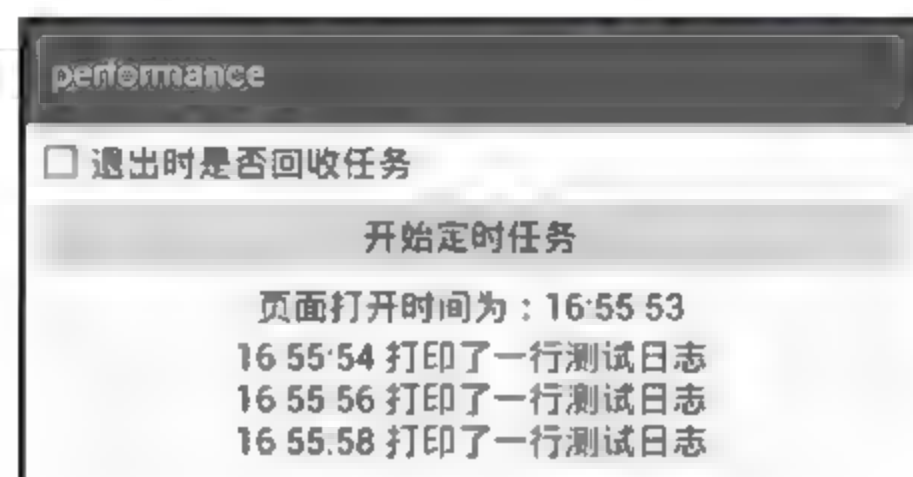 performance
退出时是否回收任务
开始定时任务
页面打开时间为：16:55:53
16:55:54 打印了一行测试日志
16:55:56 打印了一行测试日志
16:55:58 打印了一行测试日志